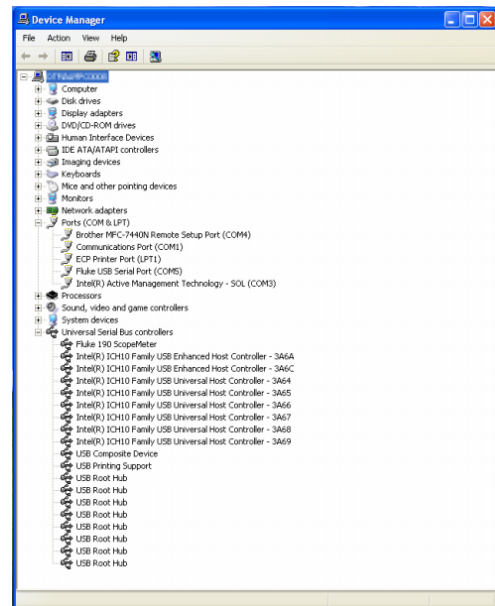 Device Manager
File Action View Help
Computer
Disk drives
Display adapters
DVD/CD-ROM drives
Human Interface Devices
IDE ATA/ATAPI controllers
Imaging devices
Keyboards
Mice and other pointing devices
Monitors
Network adapters
Ports (COM & LPT)
Brother MFC-7440N Remote Setup Port (COM4)
Communications Port (COM1)
ECP Printer Port (LPT1)
Fluke USB Serial Port (COM5)
Intel(R) Active Management Technology - SOL (COM3)
Processors
Sound, video and game controllers
System devices
Universal Serial Bus controllers
Fluke 190 ScopeMeter
Intel(R) ICH10 Family USB Enhanced Host Controller - 3A6A
Intel(R) ICH10 Family USB Enhanced Host Controller - 3A6C
Intel(R) ICH10 Family USB Universal Host Controller - 3A64
Intel(R) ICH10 Family USB Universal Host Controller - 3A65
Intel(R) ICH10 Family USB Universal Host Controller - 3A66
Intel(R) ICH10 Family USB Universal Host Controller - 3A67
Intel(R) ICH10 Family USB Universal Host Controller - 3A68
Intel(R) ICH10 Family USB Universal Host Controller - 3A69
USB Composite Device
USB Printing Support
USB Root Hub
USB Root Hub
USB Root Hub
USB Root Hub
USB Root Hub
USB Root Hub
USB Root Hub
USB Root Hub